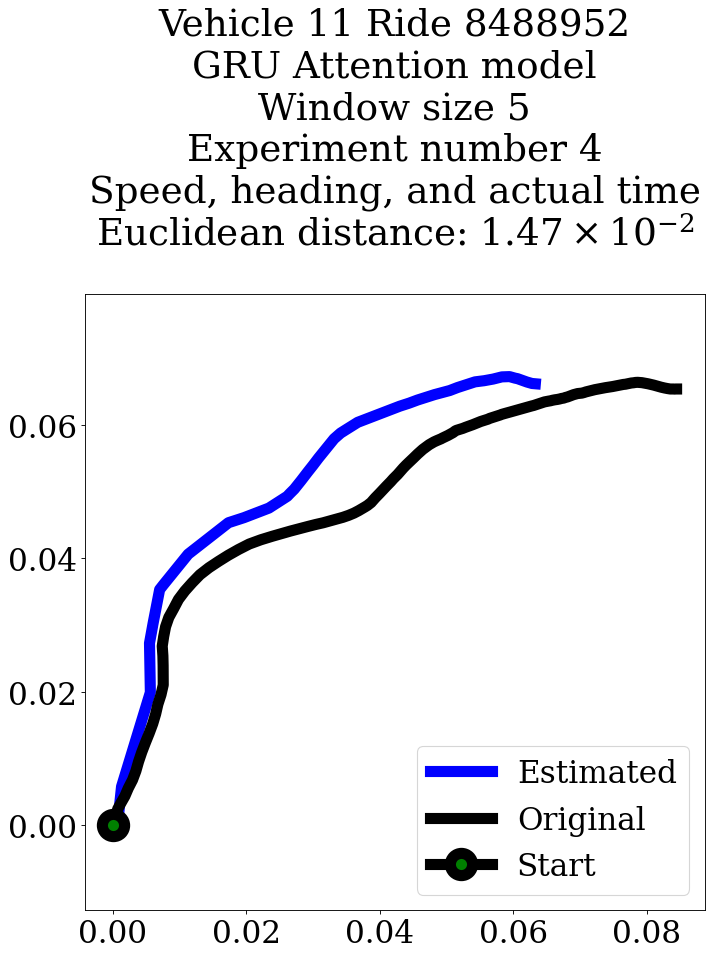 Vehicle 11 Ride 8488952
GRU Attention model
Window size 5
Experiment number 4
Speed, heading, and actual time
Euclidean distance: 1.47 × 10⁻²
0.06
0.04
0.02
0.00
Estimated
Original
Start
0.00 0.02 0.04 0.06 0.08